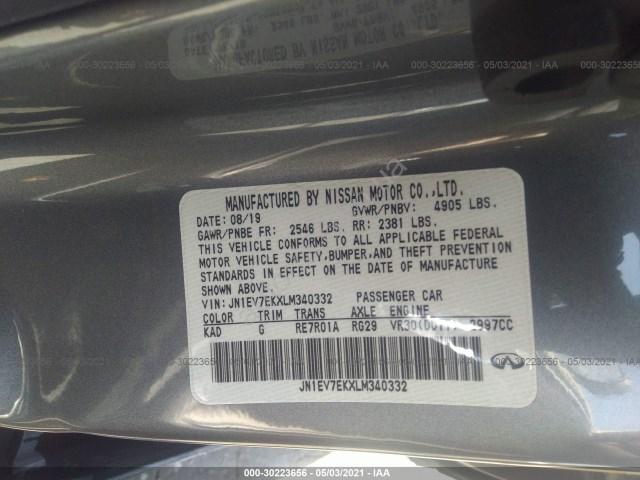 000-30223656 - 05/03/2021 - IAA
MANUFACTURED BY NISSAN MOTOR CO.,LTD.
DATE: 08/19 GVWR/PNBV: 4905 LBS.
GAWR/PNBE FR: 2546 LBS. RR: 2381 LBS.
THIS VEHICLE CONFORMS TO ALL APPLICABLE FEDERAL
MOTOR VEHICLE SAFETY,BUMPER,AND THEFT PREVENTION
STANDARDS IN EFFECT ON THE DATE OF MANUFACTURE
SHOWN ABOVE.
VIN: JN1EV7EKXLM340332 PASSENGER CAR
COLOR TRIM TRANS AXLE ENGINE
KAD G RE7R01A RG29 2997CC
JN1EV7EKXLM340332
000-30223656 - 05/03/2021 - IAA